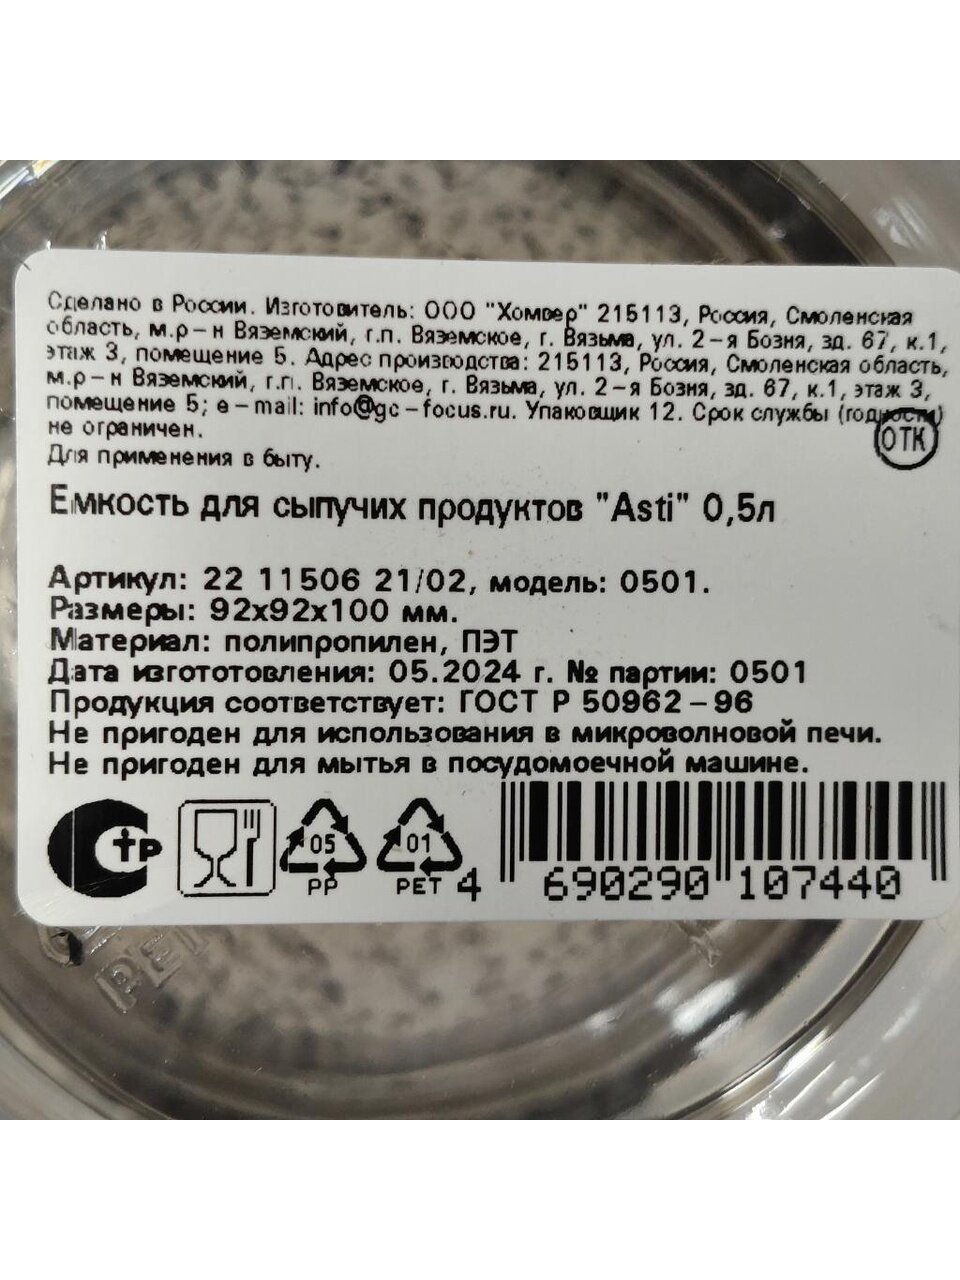 Сделано в России. Изготовитель: ООО "Хомвер" 215113, Россия, Смоленская
область, м.р-н Вяземский, г.п. Вяземское, г. Вязьма, ул. 2-я Бозня, зд. 67, к.1,
этаж 3, помещение 5. Адрес производства: 215113, Россия, Смоленская область,
м.р-н Вяземский, г.п. Вяземское, г. Вязьма, ул. 2-я Бозня, зд. 67, к.1, этаж 3,
помещение 5; e-mail: info@gc-focus.ru. Упаковщик 12. Срок службы (годности)
не ограничен.
ОТК
Для применения в быту.
Емкость для сыпучих продуктов "Asti" 0,5л
Артикул: 22 11506 21/02, модель: 0501.
Размеры: 92х92х100 мм.
Материал: полипропилен, ПЭТ
Дата изгототовления: 05.2024 г. № партии: 0501
Продукция соответствует: ГОСТ Р 50962-96
Не пригоден для использования в микроволновой печи.
Не пригоден для мытья в посудомоечной машине.
СТР
05
PP
01
PET
4 690290 107440